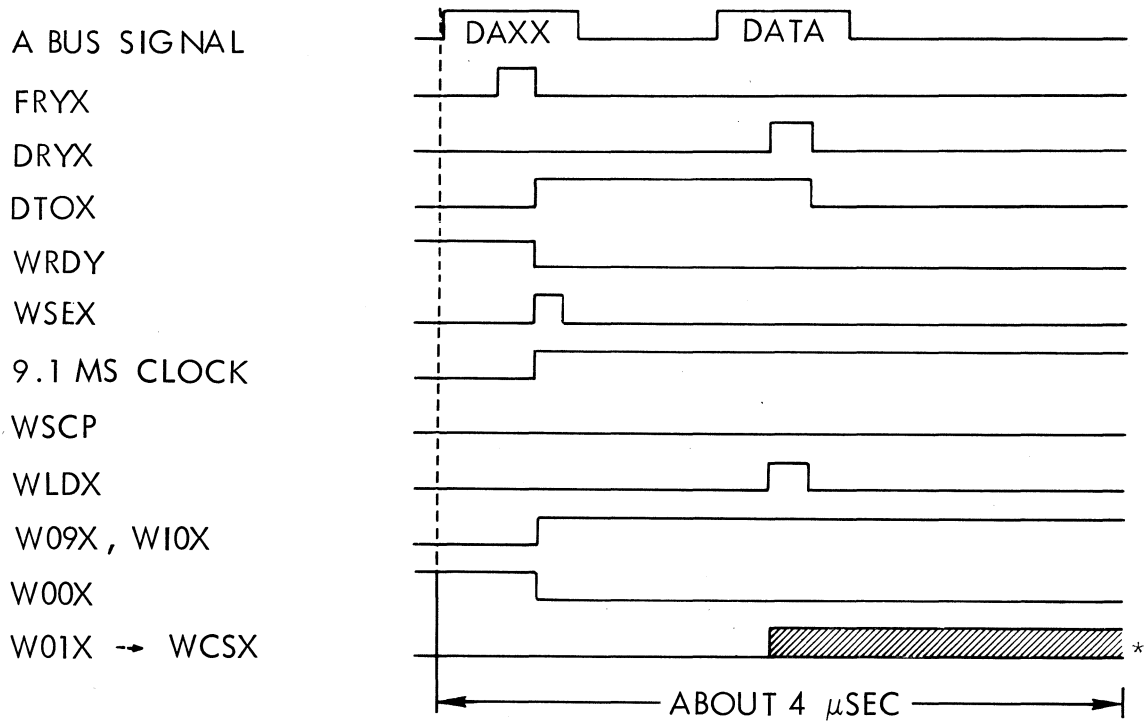 A BUS SIGNAL DAXX DATA
FRYX
DRYX
DTOX
WRDY
WSEX
9.1 MS CLOCK
WSCP
WLDX
W09X, WI0X
W00X
W01X → WCSX *
ABOUT 4 μSEC